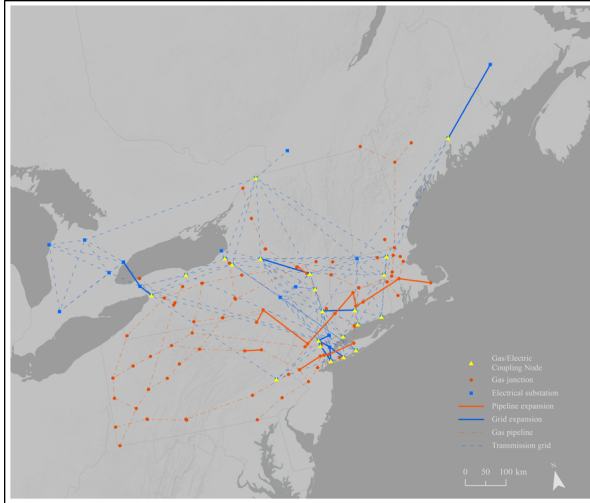 Gas/Electric
Coupling Node
Gas junction
Electrical substation
Pipeline expansion
Grid expansion
Gas pipeline
Transmission grid
0 50 100 km
N